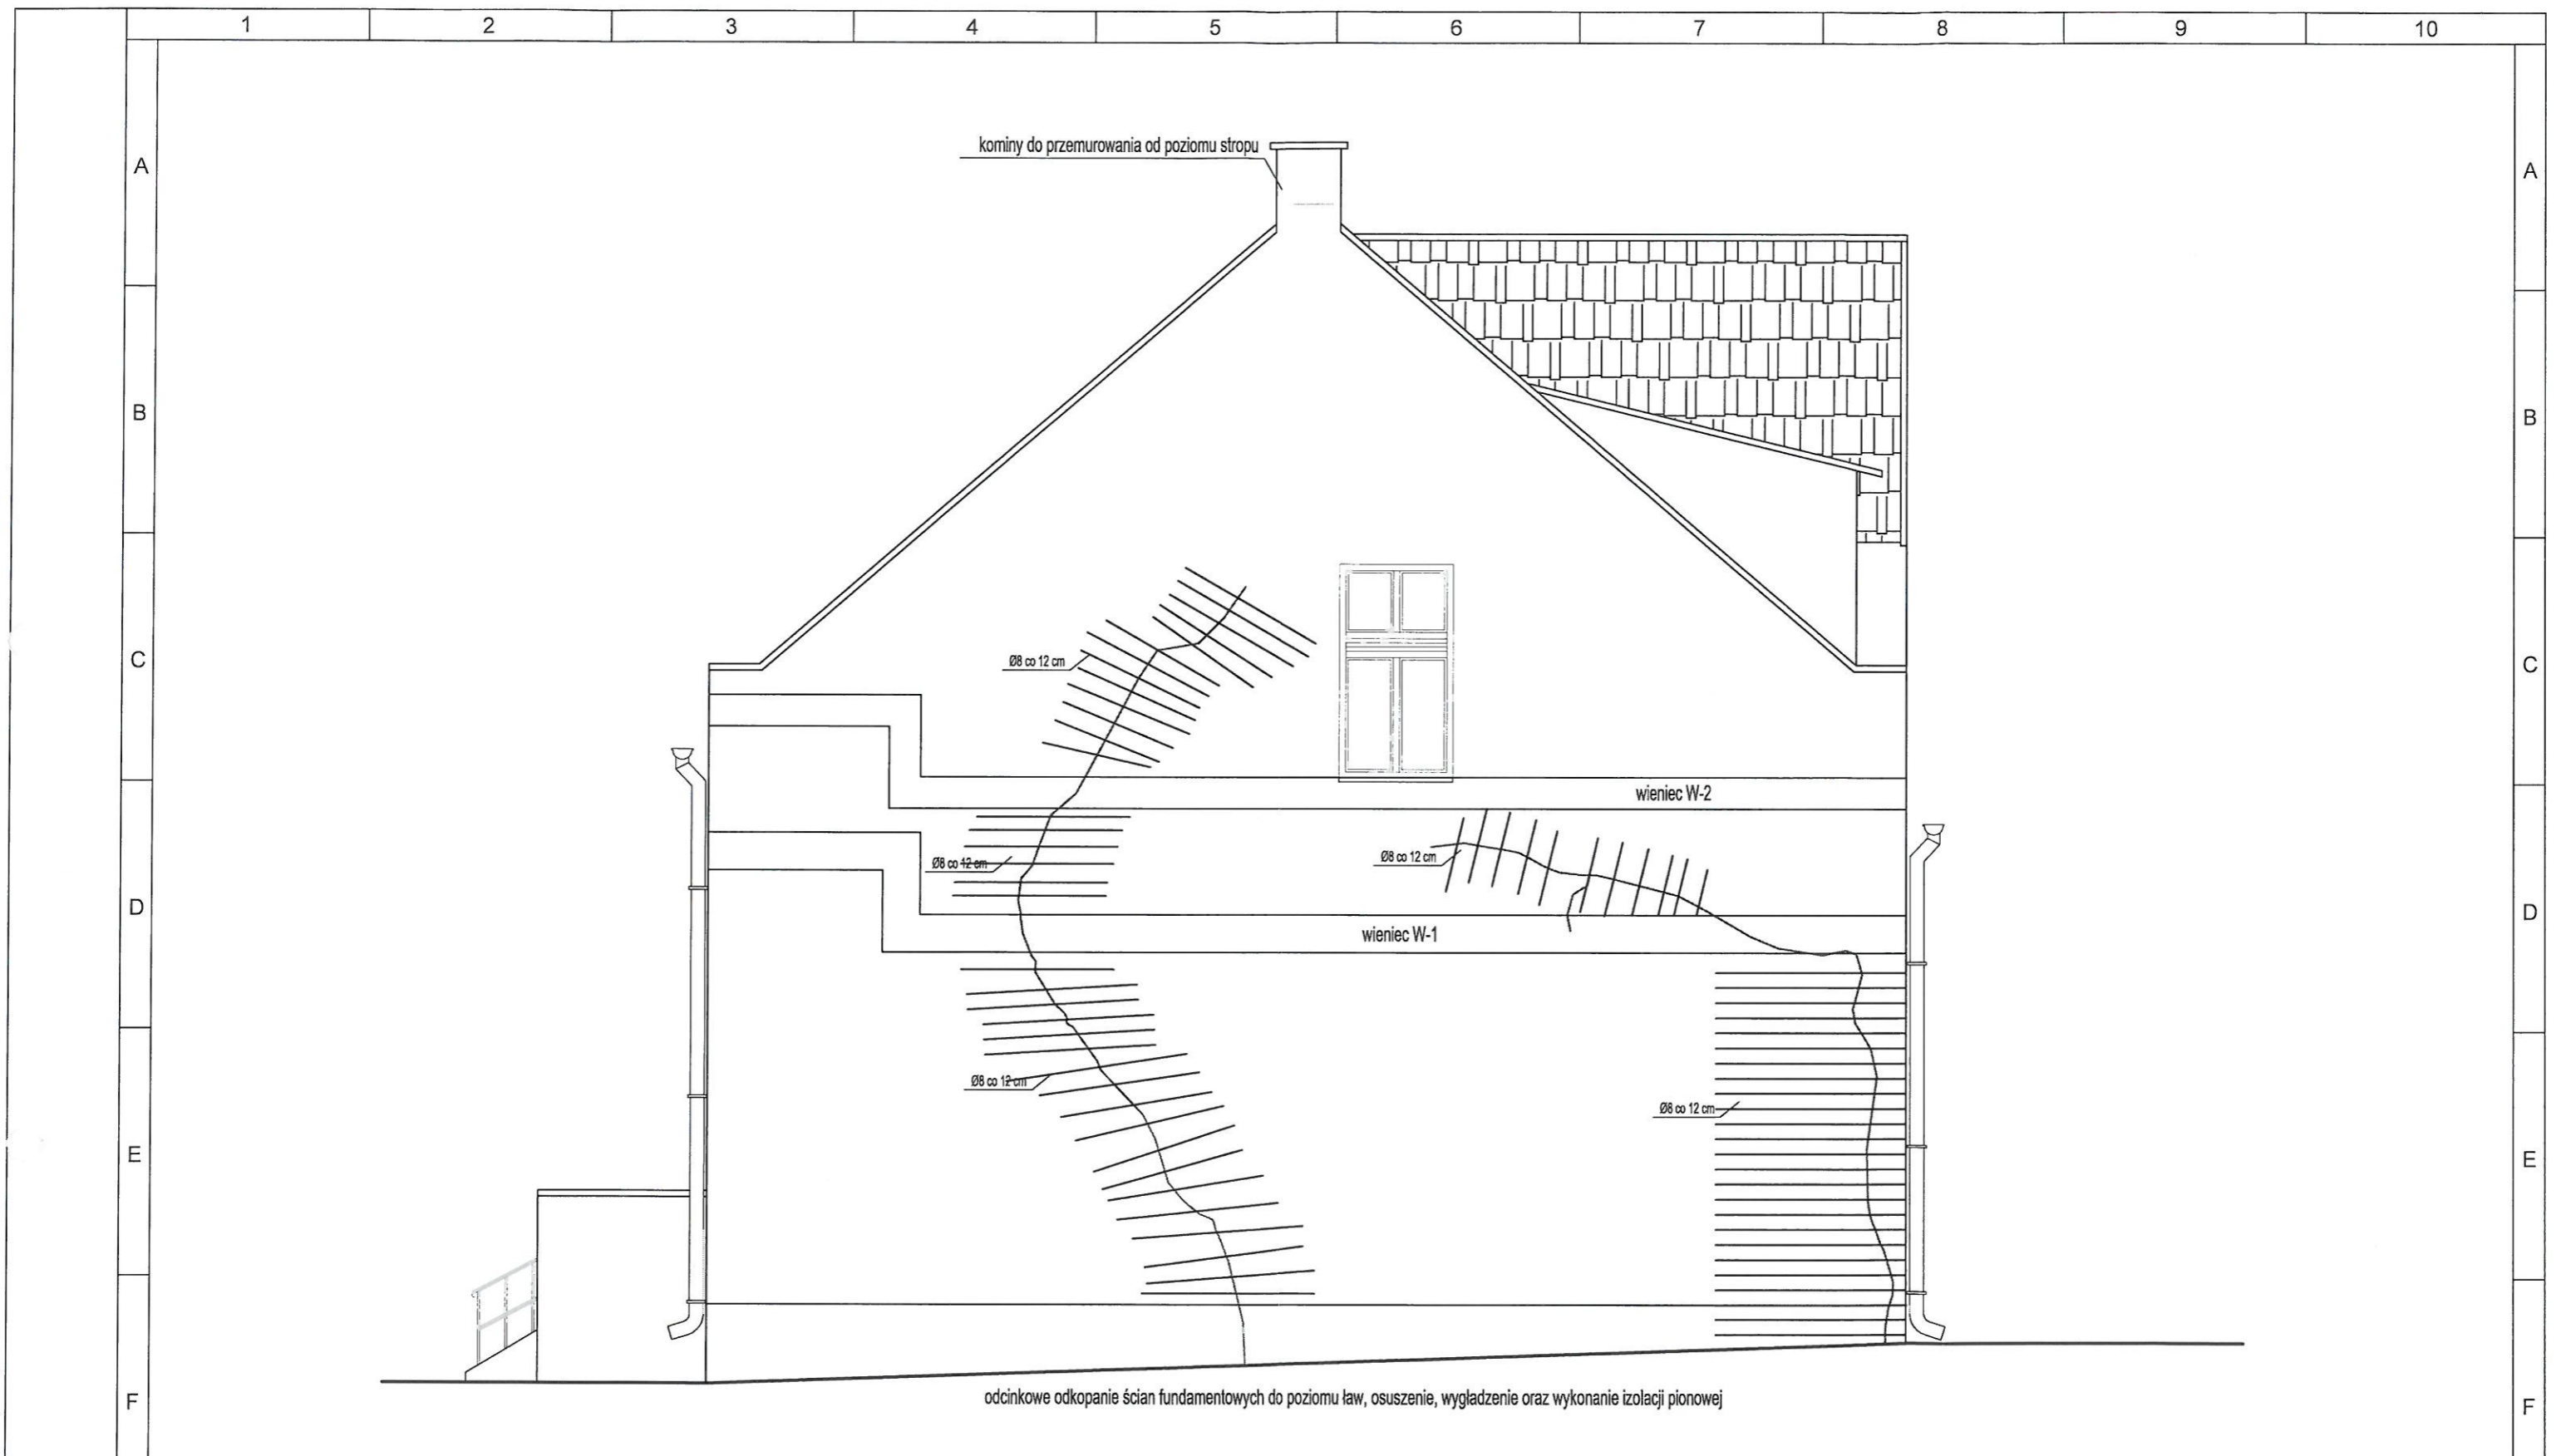 1 2 3 4 5 6 7 8 9 10
kominy do przemurowania od poziomu stropu
A A
B B
Ø8 co 12 cm
C C
wieniec W-2
Ø8 co 12 cm Ø8 co 12 cm
D D
wieniec W-1
Ø8 co 12 cm
Ø8 co 12 cm
E E
odcinkowe odkopanie ścian fundamentowych do poziomu ław, osuszenie, wygładzenie oraz wykonanie izolacji pionowej
F F